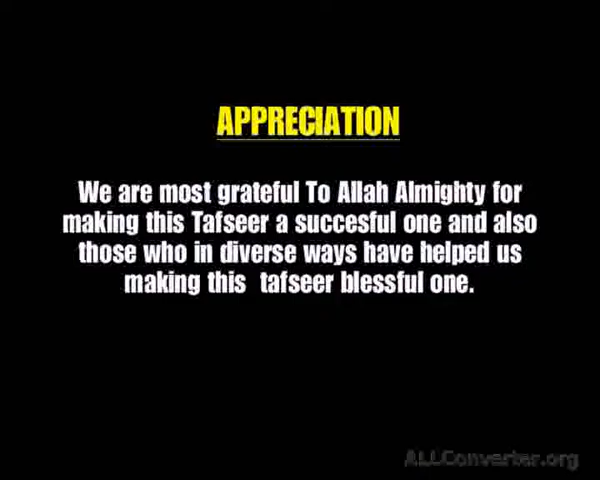 APPRECIATION
We are most grateful To Allah Almighty for
making this Tafseer a succesful one and also
those who in diverse ways have helped us
making this  tafseer blessful one.
ALLConverter.org